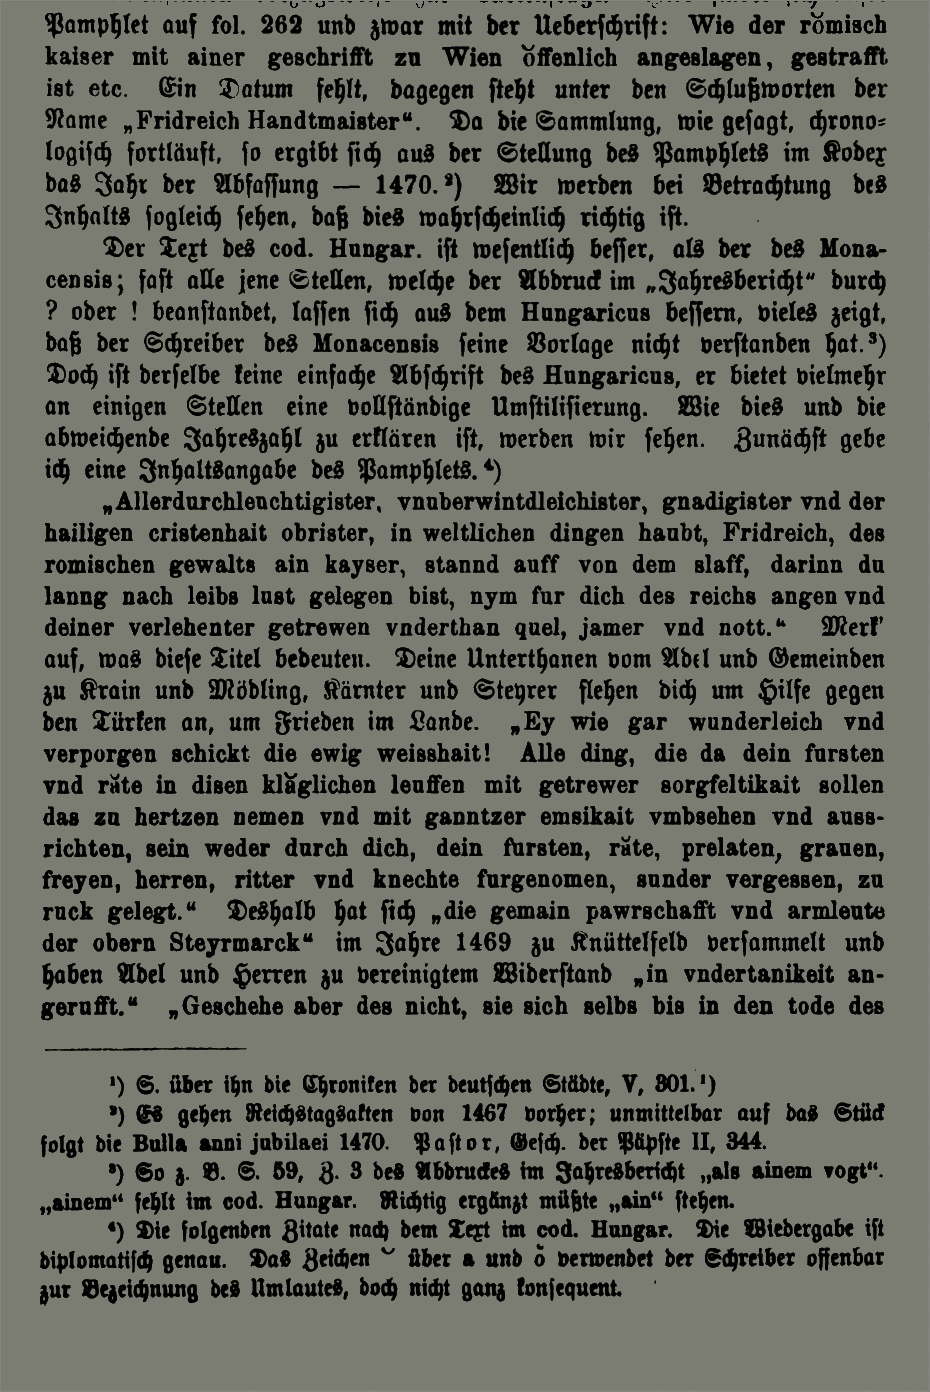 Pamphlet auf fol. 262 und zwar mit der Ueberschrift: Wie der rŏmisch
kaiser mit ainer geschrifft zu Wien ŏffenlich angeslagen, gestrafft
ist etc. Ein Datum fehlt, dagegen steht unter den Schlußworten der
Name „Fridreich Handtmaister“. Da die Sammlung, wie gesagt, chrono-
logisch fortläuft, so ergibt sich aus der Stellung des Pamphlets im Kodex
das Jahr der Abfassung — 1470.²) Wir werden bei Betrachtung des
Inhalts sogleich sehen, daß dies wahrscheinlich richtig ist.
Der Text des cod. Hungar. ist wesentlich besser, als der des Mona-
censis; fast alle jene Stellen, welche der Abdruck im „Jahresbericht“ durch
? oder ! beanstandet, lassen sich aus dem Hungaricus bessern, vieles zeigt,
daß der Schreiber des Monacensis seine Vorlage nicht verstanden hat.³)
Doch ist derselbe keine einfache Abschrift des Hungaricus, er bietet vielmehr
an einigen Stellen eine vollständige Umstilisierung. Wie dies und die
abweichende Jahreszahl zu erklären ist, werden wir sehen. Zunächst gebe
ich eine Inhaltsangabe des Pamphlets.⁴)
„Allerdurchleuchtigister, vnuberwintdleichister, gnadigister vnd der
hailigen cristenhait obrister, in weltlichen dingen haubt, Fridreich, des
romischen gewalts ain kayser, stannd auff von dem slaff, darinn du
lanng nach leibs lust gelegen bist, nym fur dich des reichs angen vnd
deiner verlehenter getrewen vnderthan quel, jamer vnd nott.“ Merk’
auf, was diese Titel bedeuten. Deine Unterthanen vom Adel und Gemeinden
zu Krain und Möbling, Kärnter und Steyrer flehen dich um Hilfe gegen
den Türken an, um Frieden im Lande. „Ey wie gar wunderleich vnd
verporgen schickt die ewig weisshait! Alle ding, die da dein fursten
vnd răte in disen klăglichen leuffen mit getrewer sorgfeltikait sollen
das zu hertzen nemen vnd mit ganntzer emsikait vmbsehen vnd auss-
richten, sein weder durch dich, dein fursten, răte, prelaten, grauen,
freyen, herren, ritter vnd knechte furgenomen, sunder vergessen, zu
ruck gelegt.“ Deshalb hat sich „die gemain pawrschafft vnd armleute
der obern Steyrmarck“ im Jahre 1469 zu Knüttelfeld versammelt und
haben Adel und Herren zu vereinigtem Widerstand „in vndertanikeit an-
gerufft.“ „Geschehe aber des nicht, sie sich selbs bis in den tode des
¹) S. über ihn die Chroniken der deutschen Städte, V, 301.¹)
²) Es gehen Reichstagsakten von 1467 vorher; unmittelbar auf das Stück
folgt die Bulla anni jubilaei 1470. Pastor, Gesch. der Päpste II, 344.
³) So z. B. S. 59, Z. 3 des Abdruckes im Jahresbericht „als ainem vogt“.
„ainem“ fehlt im cod. Hungar. Richtig ergänzt müßte „ain“ stehen.
⁴) Die folgenden Zitate nach dem Text im cod. Hungar. Die Wiedergabe ist
diplomatisch genau. Das Zeichen ˘ über a und ŏ verwendet der Schreiber offenbar
zur Bezeichnung des Umlautes, doch nicht ganz konsequent.